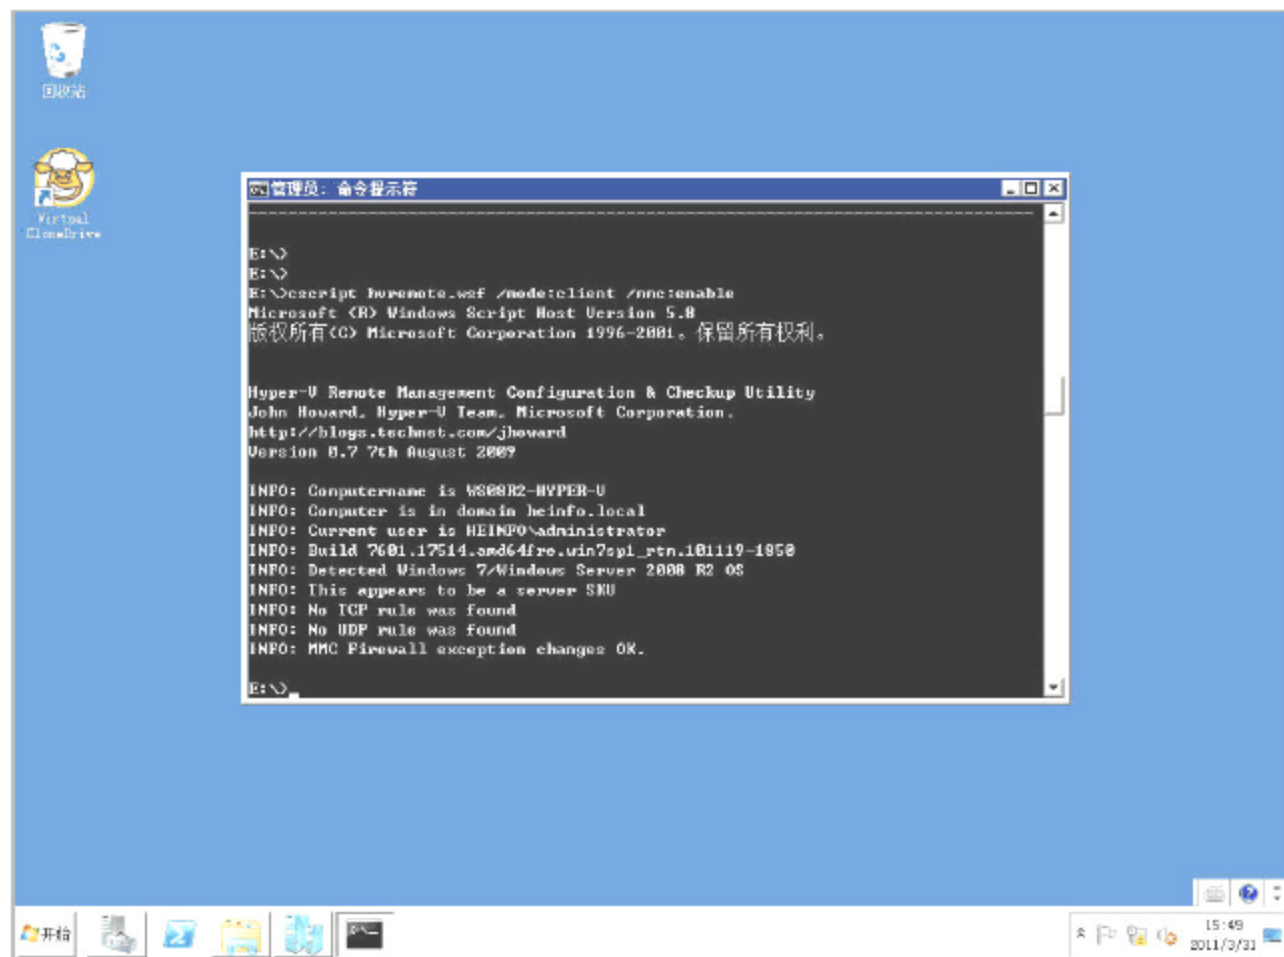 回收站
Virtual
CloneDrive
管理员: 命令提示符
E:\>
E:\>
E:\>cscript hvremote.wsf /mode:client /mmc:enable
Microsoft (R) Windows Script Host Version 5.8
版权所有(C) Microsoft Corporation 1996-2001。保留所有权利。
Hyper-V Remote Management Configuration & Checkup Utility
John Howard, Hyper-V Team, Microsoft Corporation.
http://blogs.technet.com/jhoward
Version 0.7 7th August 2009
INFO: Computername is WS08R2-HYPER-V
INFO: Computer is in domain heinfo.local
INFO: Current user is HEINFO\administrator
INFO: Build 7601.17514.amd64fre.win7sp1_rtm.101119-1850
INFO: Detected Windows 7/Windows Server 2008 R2 OS
INFO: This appears to be a server SKU
INFO: No TCP rule was found
INFO: No UDP rule was found
INFO: MMC Firewall exception changes OK.
E:\>_
开始
15:49
2011/3/31